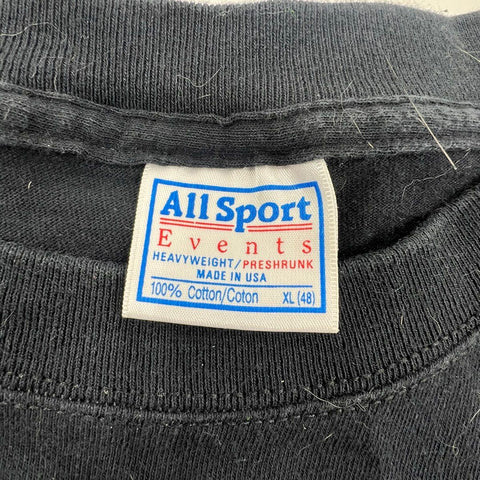 All Sport
Events
HEAVYWEIGHT/PRESHRUNK
MADE IN USA
100% Cotton/Coton XL (48)